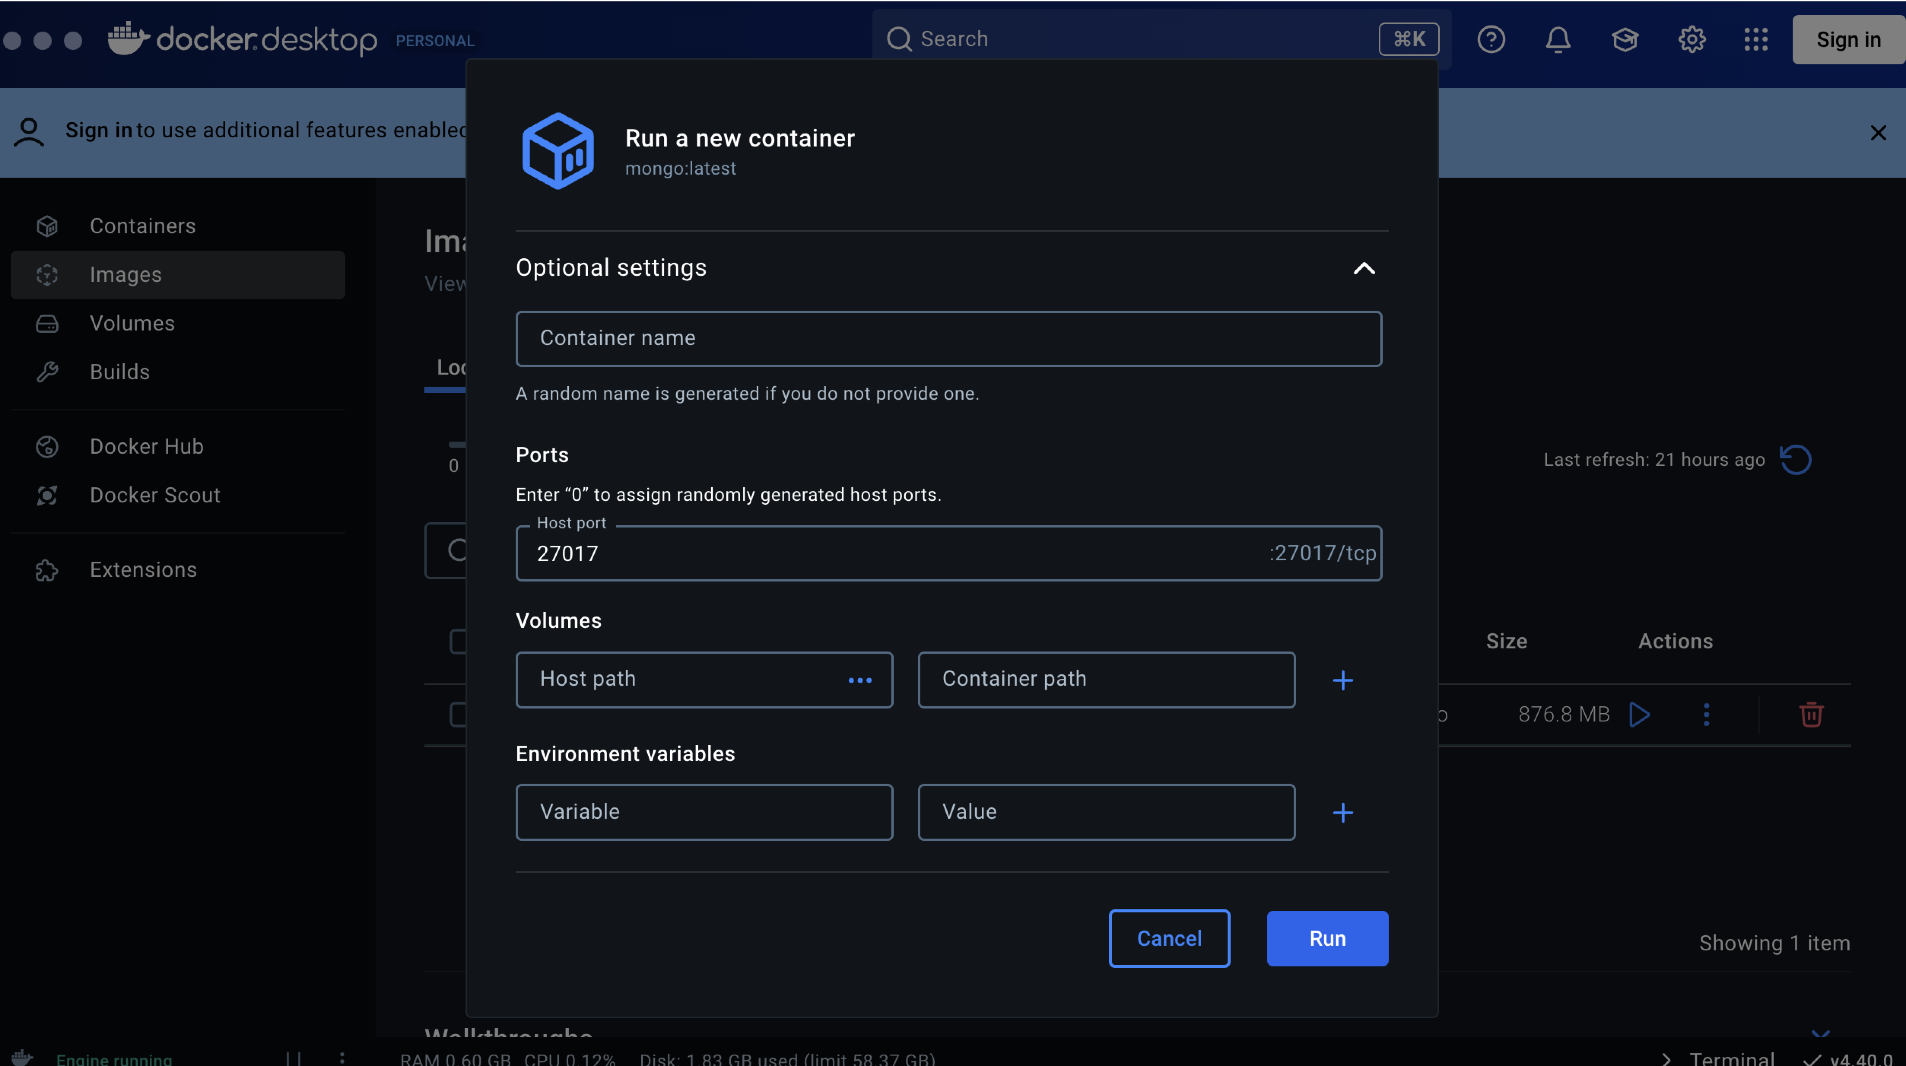 docker.desktop PERSONAL
Search
⌘K
Sign in
Sign in to use additional features enabled
Run a new container
mongo:latest
Containers
Images
Volumes
Builds
Docker Hub
Docker Scout
Extensions
View
Optional settings
Container name
A random name is generated if you do not provide one.
0
Last refresh: 21 hours ago
Ports
Enter “0” to assign randomly generated host ports.
Host port
27017
:27017/tcp
Volumes
Host path
Container path
Size
Actions
876.8 MB
Environment variables
Variable
Value
Cancel
Run
Showing 1 item
Walkthroughs
Engine running
RAM 0.60 GB CPU 0.12% Disk: 1.83 GB used (limit 58.37 GB)
Terminal
v4.40.0